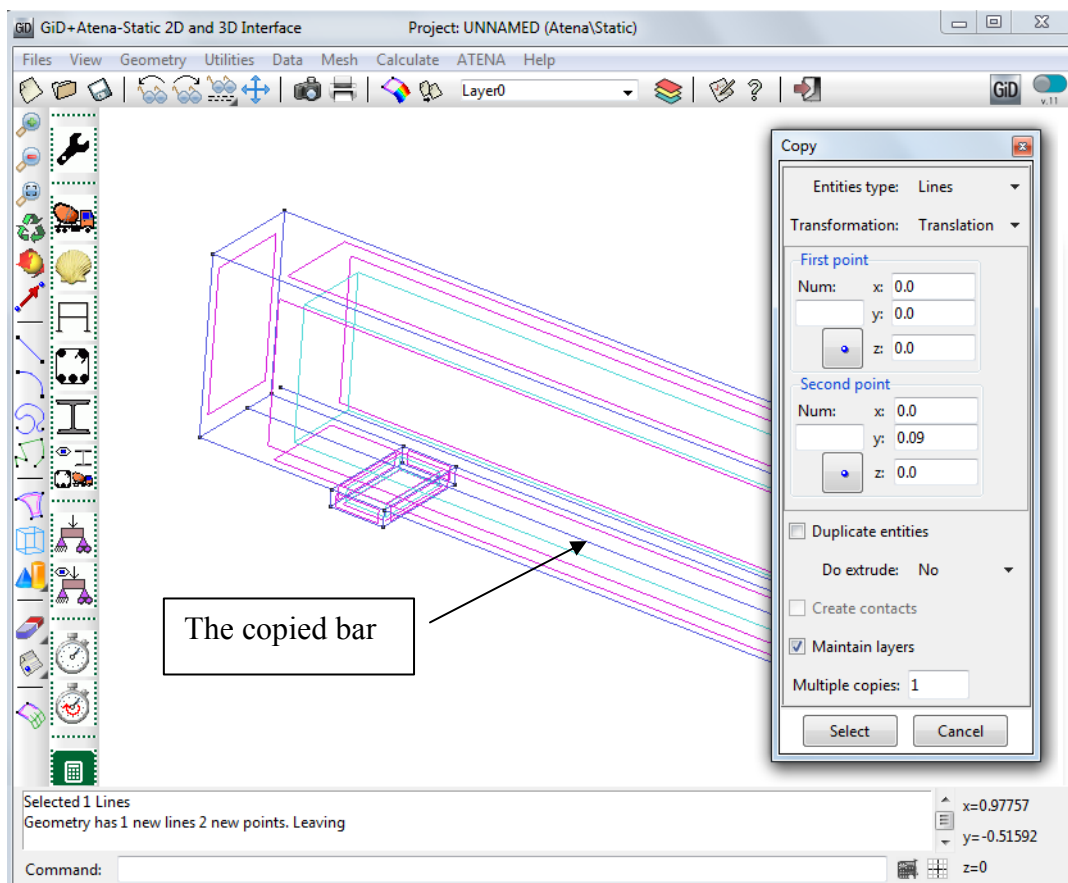 GiD GiD+Atena-Static 2D and 3D Interface Project: UNNAMED (Atena\Static)
Files View Geometry Utilities Data Mesh Calculate ATENA Help
Layer0
GiD
v.11
Copy
Entities type: Lines
Transformation: Translation
First point
Num: x: 0.0
y: 0.0
z: 0.0
Second point
Num: x: 0.0
y: 0.09
z: 0.0
Duplicate entities
Do extrude: No
Create contacts
Maintain layers
Multiple copies: 1
Select Cancel
The copied bar
Selected 1 Lines
Geometry has 1 new lines 2 new points. Leaving
x=0.97757
y=-0.51592
z=0
Command: